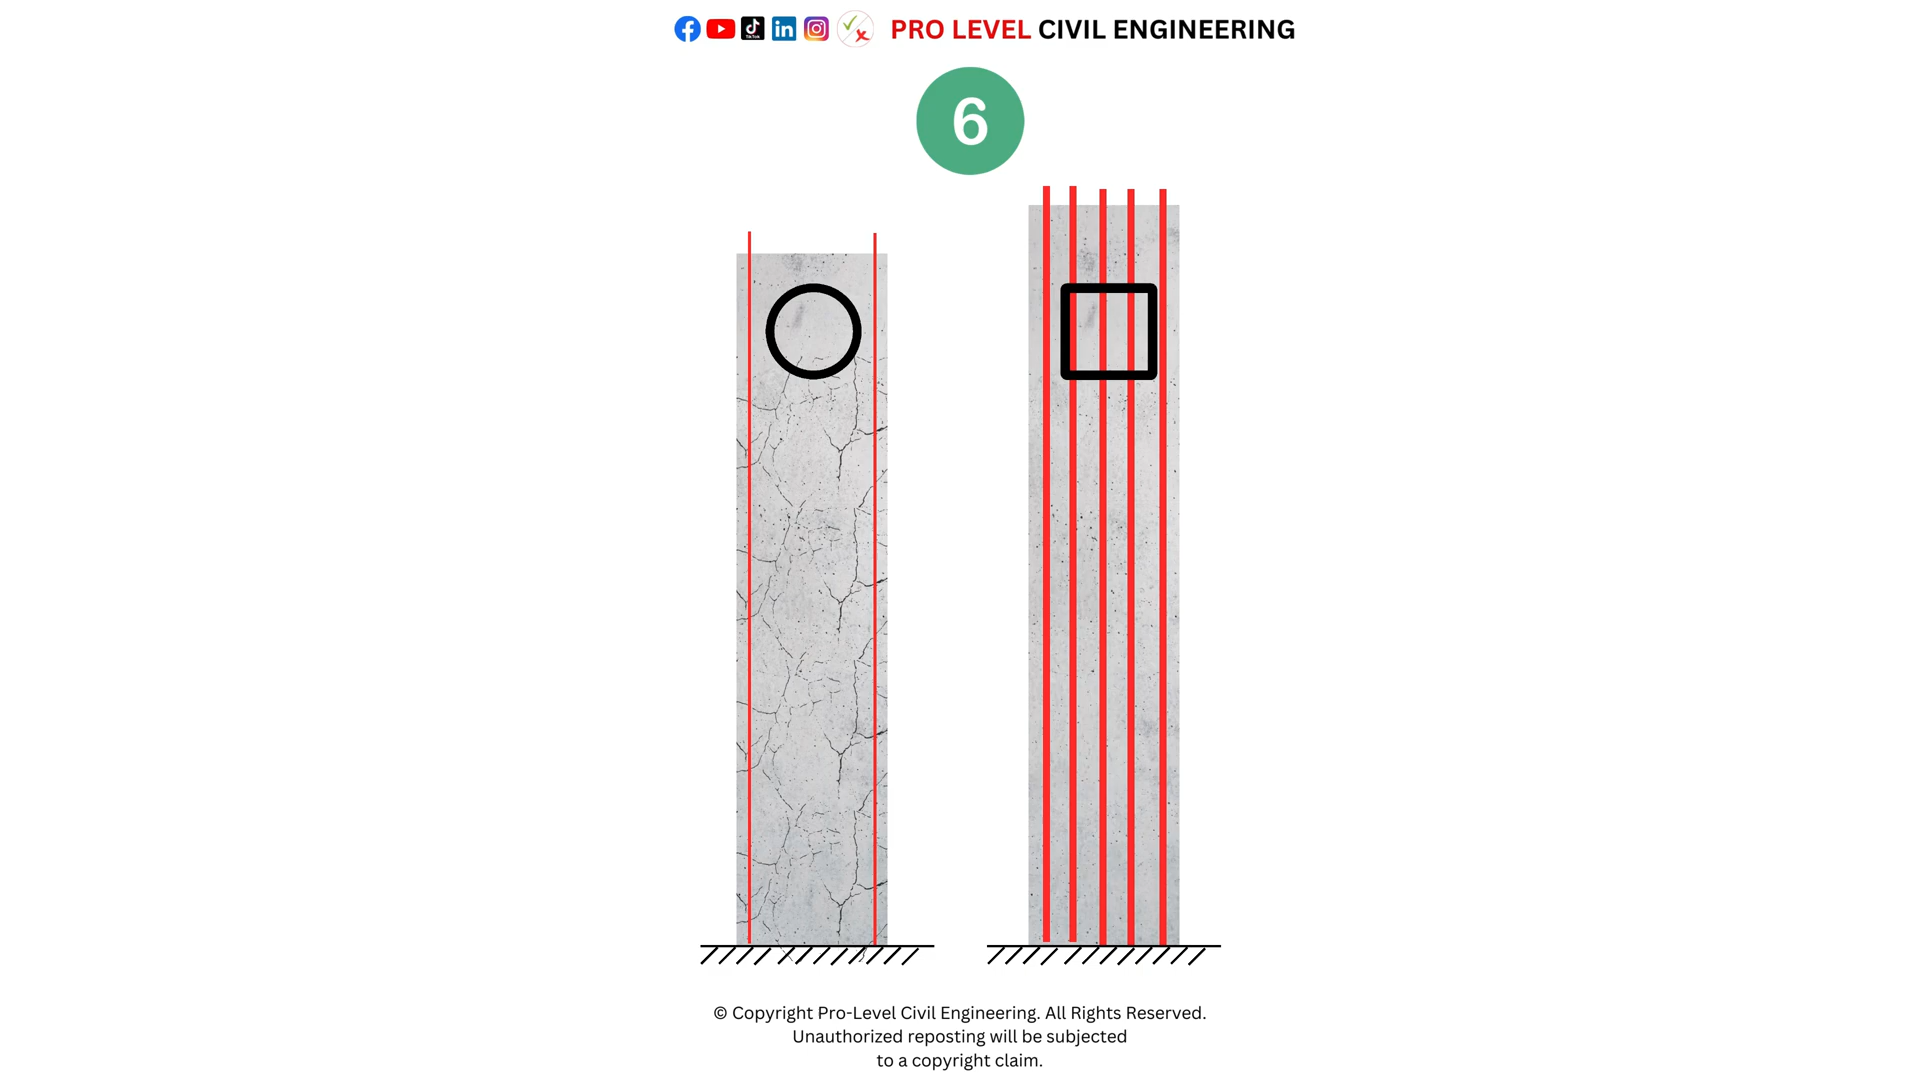 TikTok
PRO LEVEL CIVIL ENGINEERING
6
© Copyright Pro-Level Civil Engineering. All Rights Reserved.
Unauthorized reposting will be subjected
to a copyright claim.